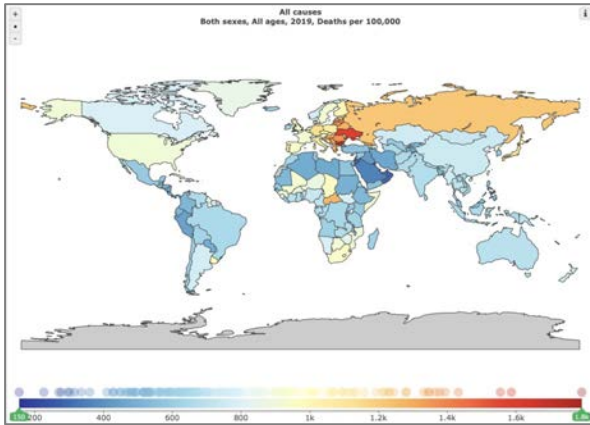 All causes
Both sexes, All ages, 2019, Deaths per 100,000
+
-
i
150 200 400 600 800 1k 1.2k 1.4k 1.6k 1.8k